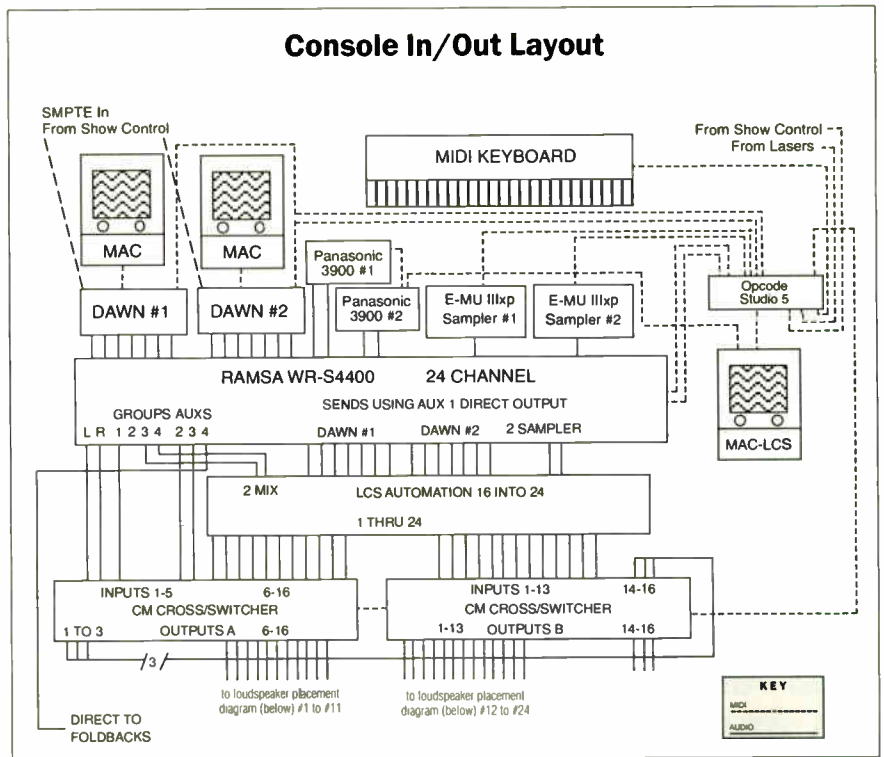 Console In/Out Layout
SMPTE In
From Show Control
From Show Control
From Lasers
MIDI KEYBOARD
MAC
MAC
Panasonic
3900 #1
Panasonic
3900 #2
E-MU IIIxp
Sampler #1
E-MU IIIxp
Sampler #2
Opcode
Studio 5
DAWN #1
DAWN #2
MAC-LCS
RAMSA WR-S4400 24 CHANNEL
SENDS USING AUX 1 DIRECT OUTPUT
GROUPS AUXS
L R 1 2 3 4 2 3 4
DAWN #1 DAWN #2 2 SAMPLER
2 MIX LCS AUTOMATION 16 INTO 24
1 THRU 24
INPUTS 1-5 6-16
CM CROSS/SWITCHER
1 TO 3 OUTPUTS A 6-16
INPUTS 1-13 14-16
CM CROSS/SWITCHER
1-13 OUTPUTS B 14-16
/3/
to loudspeaker placement
diagram (below) #1 to #11
to loudspeaker placement
diagram (below) #12 to #24
DIRECT TO
FOLDBACKS
KEY
MIDI
AUDIO